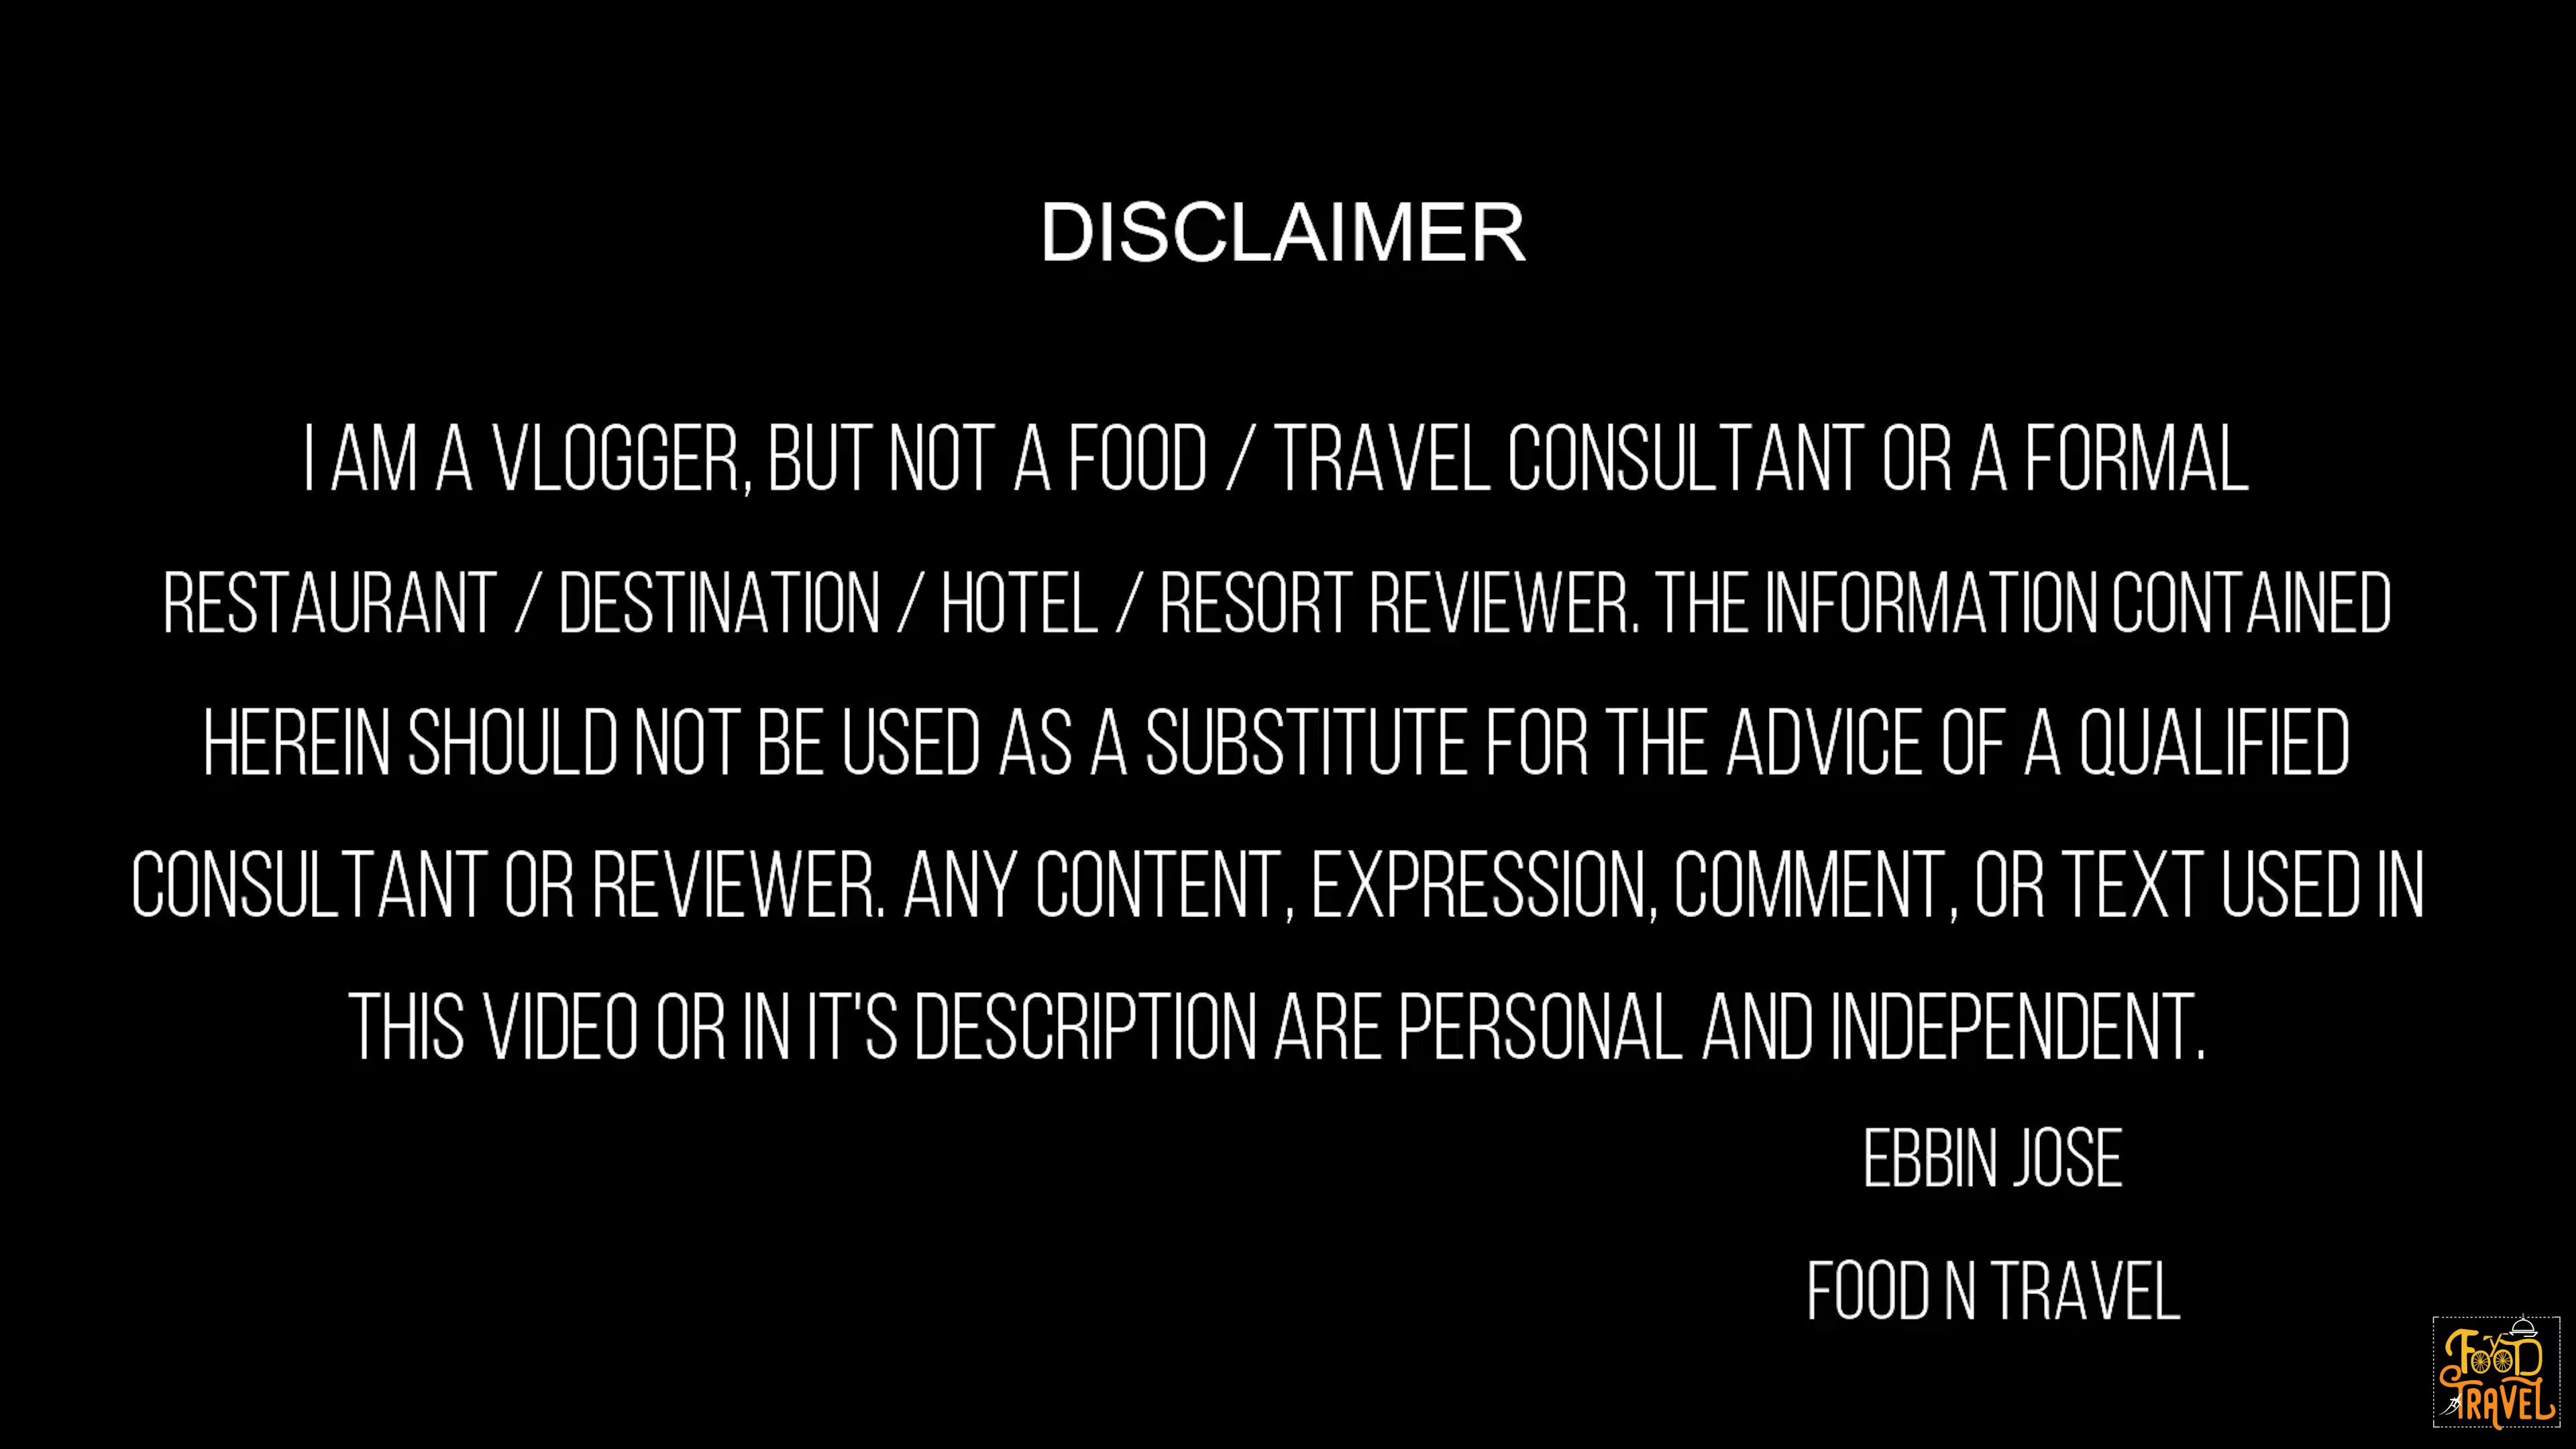 DISCLAIMER
I AM A VLOGGER, BUT NOT A FOOD / TRAVEL CONSULTANT OR A FORMAL
RESTAURANT / DESTINATION / HOTEL / RESORT REVIEWER. THE INFORMATION CONTAINED
HEREIN SHOULD NOT BE USED AS A SUBSTITUTE FOR THE ADVICE OF A QUALIFIED
CONSULTANT OR REVIEWER. ANY CONTENT, EXPRESSION, COMMENT, OR TEXT USED IN
THIS VIDEO OR IN IT'S DESCRIPTION ARE PERSONAL AND INDEPENDENT.
EBBIN JOSE
FOOD N TRAVEL
FOOD
TRAVEL